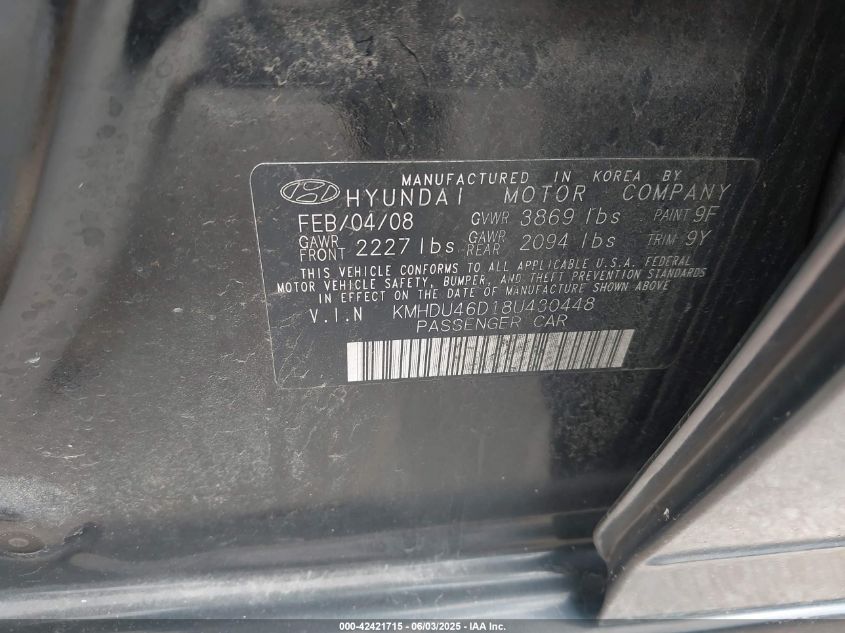 MANUFACTURED IN KOREA BY
HYUNDAI MOTOR COMPANY
FEB/04/08 GVWR 3869 lbs PAINT 9F
GAWR FRONT 2227 lbs GAWR REAR 2094 lbs TRIM 9Y
THIS VEHICLE CONFORMS TO ALL APPLICABLE U.S.A. FEDERAL
MOTOR VEHICLE SAFETY, BUMPER, AND THEFT PREVENTION STANDARDS
IN EFFECT ON THE DATE OF MANUFACTURE SHOWN ABOVE
V.I.N KMHDU46D18U430448
PASSENGER CAR
000-42421715 - 06/03/2025 - IAA Inc.